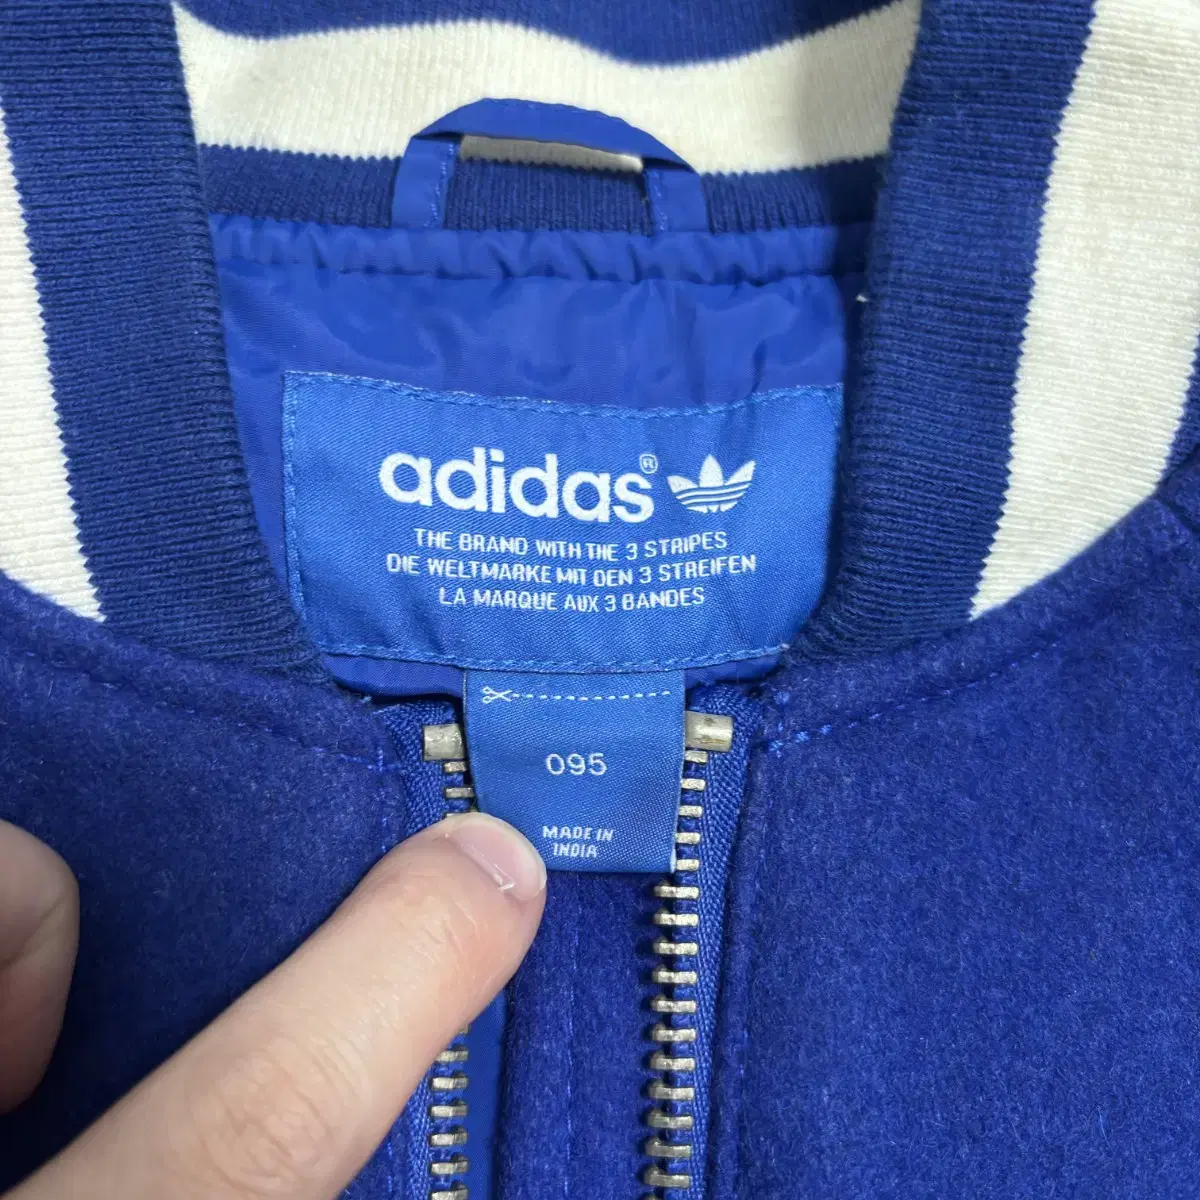 adidas®
THE BRAND WITH THE 3 STRIPES
DIE WELTMARKE MIT DEN 3 STREIFEN
LA MARQUE AUX 3 BANDES
095
MADE IN
INDIA